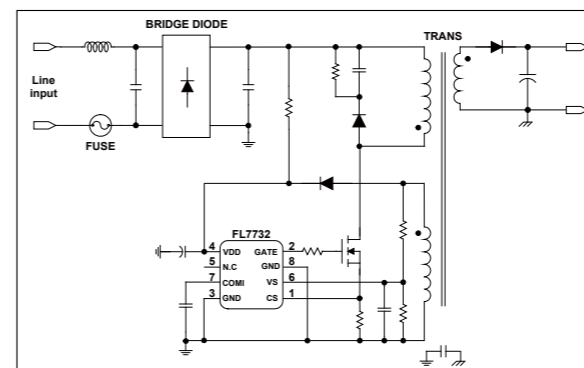 BRIDGE DIODE
TRANS
Line
input
FUSE
FL7732
4 VDD GATE 2
5 N.C GND 8
7 COMI VS 6
3 GND CS 1